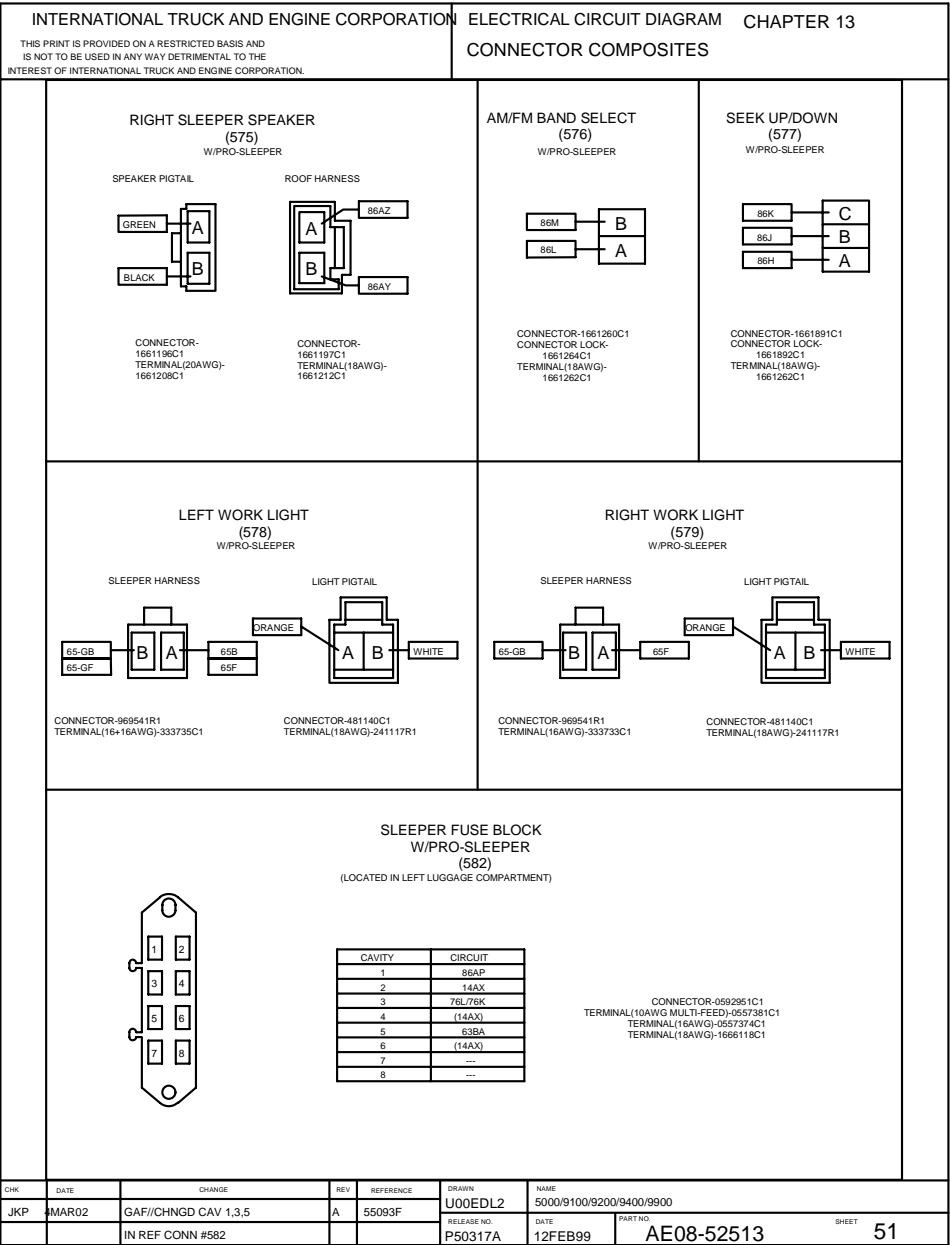 INTERNATIONAL TRUCK AND ENGINE CORPORATION
THIS PRINT IS PROVIDED ON A RESTRICTED BASIS AND
IS NOT TO BE USED IN ANY WAY DETRIMENTAL TO THE
INTEREST OF INTERNATIONAL TRUCK AND ENGINE CORPORATION.
ELECTRICAL CIRCUIT DIAGRAM CHAPTER 13
CONNECTOR COMPOSITES
RIGHT SLEEPER SPEAKER
(575)
W/PRO-SLEEPER
SPEAKER PIGTAIL
GREEN
A
BLACK
B
CONNECTOR-
1661196C1
TERMINAL(20AWG)-
1661208C1
ROOF HARNESS
86AZ
A
B
86AY
CONNECTOR-
1661197C1
TERMINAL(18AWG)-
1661212C1
AM/FM BAND SELECT
(576)
W/PRO-SLEEPER
86M B
86L A
CONNECTOR-1661260C1
CONNECTOR LOCK-
1661264C1
TERMINAL(18AWG)-
1661262C1
SEEK UP/DOWN
(577)
W/PRO-SLEEPER
86K C
86J B
86H A
CONNECTOR-1661891C1
CONNECTOR LOCK-
1661892C1
TERMINAL(18AWG)-
1661262C1
LEFT WORK LIGHT
(578)
W/PRO-SLEEPER
SLEEPER HARNESS
65-GB B A 65B
65-GF 65F
CONNECTOR-969541R1
TERMINAL(16+16AWG)-333735C1
LIGHT PIGTAIL
ORANGE
A B WHITE
CONNECTOR-481140C1
TERMINAL(18AWG)-241117R1
RIGHT WORK LIGHT
(579)
W/PRO-SLEEPER
SLEEPER HARNESS
65-GB B A 65F
CONNECTOR-969541R1
TERMINAL(16+16AWG)-333733C1
LIGHT PIGTAIL
ORANGE
A B WHITE
CONNECTOR-481140C1
TERMINAL(18AWG)-241117R1
SLEEPER FUSE BLOCK
W/PRO-SLEEPER
(582)
(LOCATED IN LEFT LUGGAGE COMPARTMENT)
1 2
3 4
5 6
7 8
CAVITY CIRCUIT
1 86AP
2 14AX
3 76L/76K
4 (14AX)
5 63BA
6 (14AX)
7 ---
8 ---
CONNECTOR-0592951C1
TERMINAL(10AWG MULTI-FEED)-0557381C1
TERMINAL(16AWG)-0557374C1
TERMINAL(18AWG)-1666118C1
CHK DATE CHANGE REV REFERENCE
JKP 4MAR02 GAF//CHNGD CAV 1,3,5 A 55093F
IN REF CONN #582
DRAWN
U00EDL2
NAME
5000/9100/9200/9400/9900
RELEASE NO.
P50317A
DATE
12FEB99
PART NO.
AE08-52513
SHEET
51